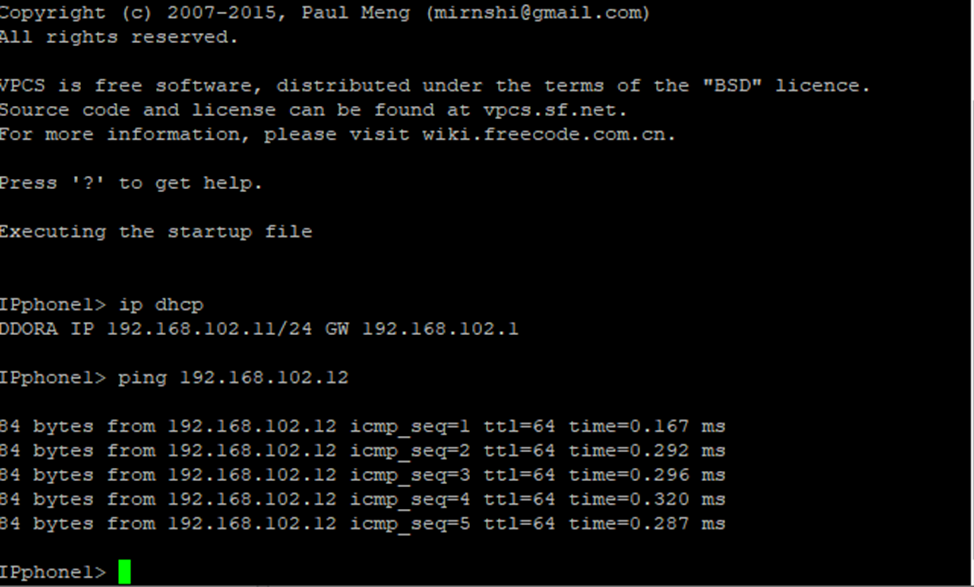 Copyright (c) 2007-2015, Paul Meng (mirnshi@gmail.com)
All rights reserved.
VPCS is free software, distributed under the terms of the "BSD" licence.
Source code and license can be found at vpcs.sf.net.
For more information, please visit wiki.freecode.com.cn.
Press '?' to get help.
Executing the startup file
IPphone1> ip dhcp
DDORA IP 192.168.102.11/24 GW 192.168.102.1
IPphone1> ping 192.168.102.12
84 bytes from 192.168.102.12 icmp_seq=1 ttl=64 time=0.167 ms
84 bytes from 192.168.102.12 icmp_seq=2 ttl=64 time=0.292 ms
84 bytes from 192.168.102.12 icmp_seq=3 ttl=64 time=0.296 ms
84 bytes from 192.168.102.12 icmp_seq=4 ttl=64 time=0.320 ms
84 bytes from 192.168.102.12 icmp_seq=5 ttl=64 time=0.287 ms
IPphone1>